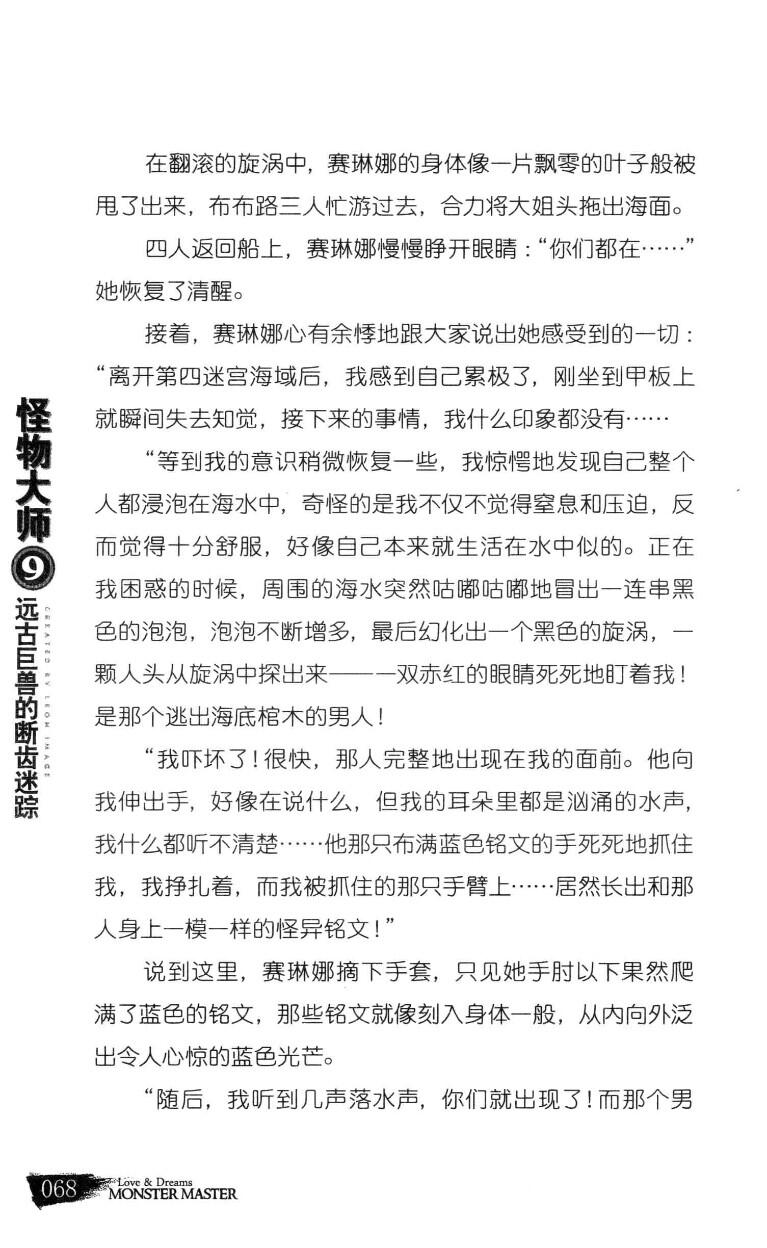 在翻滚的旋涡中，赛琳娜的身体像一片飘零的叶子般被
甩了出来，布布路三人忙游过去，合力将大姐头拖出海面。
四人返回船上，赛琳娜慢慢睁开眼睛：“你们都在……”
她恢复了清醒。
接着，赛琳娜心有余悸地跟大家说出她感受到的一切：
“离开第四迷宫海域后，我感到自己累极了，刚坐到甲板上
就瞬间失去知觉，接下来的事情，我什么印象都没有……
“等到我的意识稍微恢复一些，我惊愕地发现自己整个
人都浸泡在海水中，奇怪的是我不仅不觉得窒息和压迫，反
而觉得十分舒服，好像自己本来就生活在水中似的。正在
我困惑的时候，周围的海水突然咕嘟咕嘟地冒出一连串黑
色的泡泡，泡泡不断增多，最后幻化出一个黑色的旋涡，一
颗人头从旋涡中探出来——一双赤红的眼睛死死地盯着我！
是那个逃出海底棺木的男人！
“我吓坏了！很快，那人完整地出现在我的面前。他向
我伸出手，好像在说什么，但我的耳朵里都是汹涌的水声，
我什么都听不清楚……他那只布满蓝色铭文的手死死地抓住
我，我挣扎着，而我被抓住的那只手臂上……居然长出和那
人身上一模一样的怪异铭文！”
说到这里，赛琳娜摘下手套，只见她手肘以下果然爬
满了蓝色的铭文，那些铭文就像刻入身体一般，从内向外泛
出令人心惊的蓝色光芒。
“随后，我听到几声落水声，你们就出现了！而那个男
怪物大师
9
远古巨兽的断齿迷踪
CREATED BY LEON IMAGE
068
Love & Dreams
MONSTER MASTER